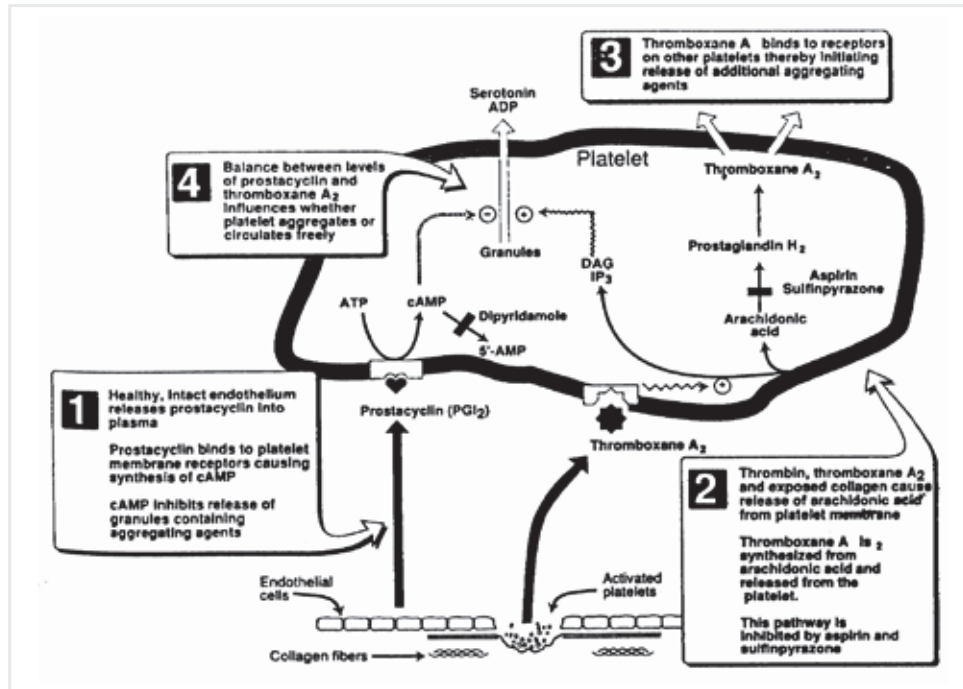 3
Thromboxane A binds to receptors
on other platelets thereby initiating
release of additional aggregating
agents
Serotonin
ADP
Platelet
Thromboxane A2
4
Balance between levels
of prostacyclin and
thromboxane A2
influences whether
platelet aggregates or
circulates freely
−
+
Granules
DAG
IP3
Prostaglandin H2
Aspirin
Sulfinpyrazone
Arachidonic
acid
ATP
cAMP
Dipyridamole
5'-AMP
+
1
Healthy, Intact endothelium
releases prostacyclin into
plasma
Prostacyclin binds to platelet
membrane receptors causing
synthesis of cAMP
cAMP inhibits release of
granules containing
aggregating agents
Prostacyclin (PGI2)
Thromboxane A2
2
Thrombin, thromboxane A2
and exposed collagen cause
release of arachidonic acid
from platelet membrane
Thromboxane A is 2
synthesized from
arachidonic acid and
released from the
platelet.
This pathway is
inhibited by aspirin and
sulfinpyrazone
Endothelial
cells
Activated
platelets
Collagen fibers